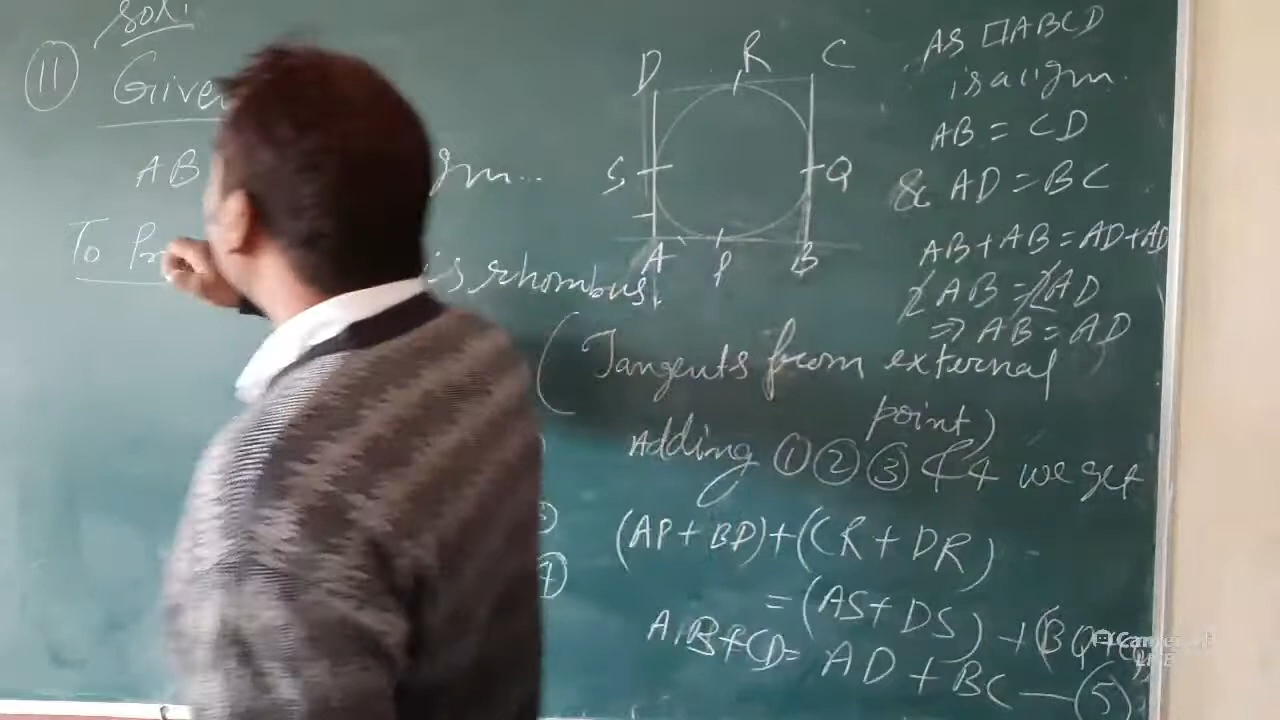 Sol.
(11) Given
AB gm...
To Pr is rhombus.
D R C
S Q
A P B
As □ABCD
is a ||gm.
AB = CD
& AD = BC
AB + AB = AD + AD
2AB = 2AD
⇒ AB = AD
(Tangents from external
point)
Adding ① ② ③ & 4 we get
(AP + BP) + (CR + DR)
= (AS + DS) + (BQ +
AB + CD = AD + BC — (5)